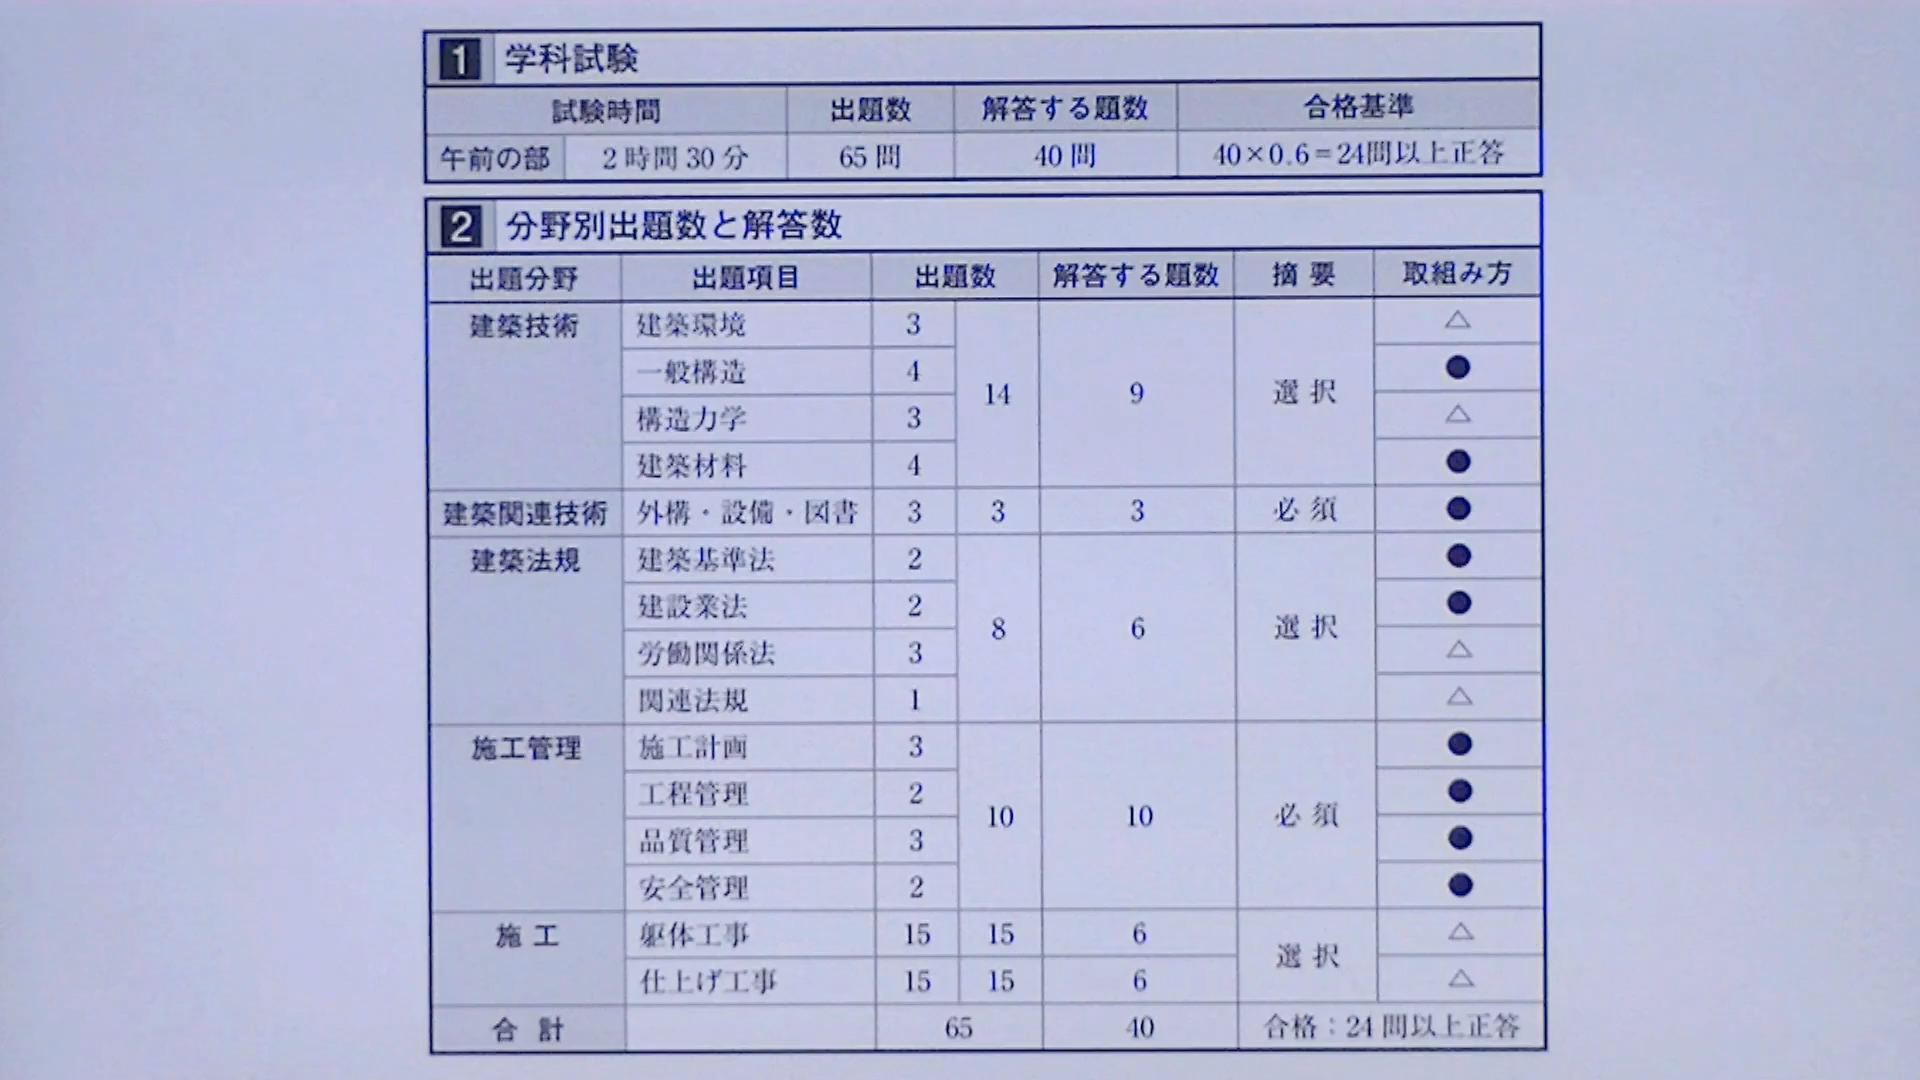 1 学科試験
試験時間 出題数 解答する題数 合格基準
午前の部 2時間30分 65問 40問 40×0.6=24問以上正答
2 分野別出題数と解答数
出題分野 出題項目 出題数 解答する題数 摘要 取組み方
建築技術 建築環境 3 14 9 選択 △
一般構造 4 ●
構造力学 3 △
建築材料 4 ●
建築関連技術 外構・設備・図書 3 3 3 必須 ●
建築法規 建築基準法 2 8 6 選択 ●
建設業法 2 ●
労働関係法 3 △
関連法規 1 △
施工管理 施工計画 3 10 10 必須 ●
工程管理 2 ●
品質管理 3 ●
安全管理 2 ●
施工 躯体工事 15 15 6 選択 △
仕上げ工事 15 15 6 △
合計 65 40 合格:24問以上正答